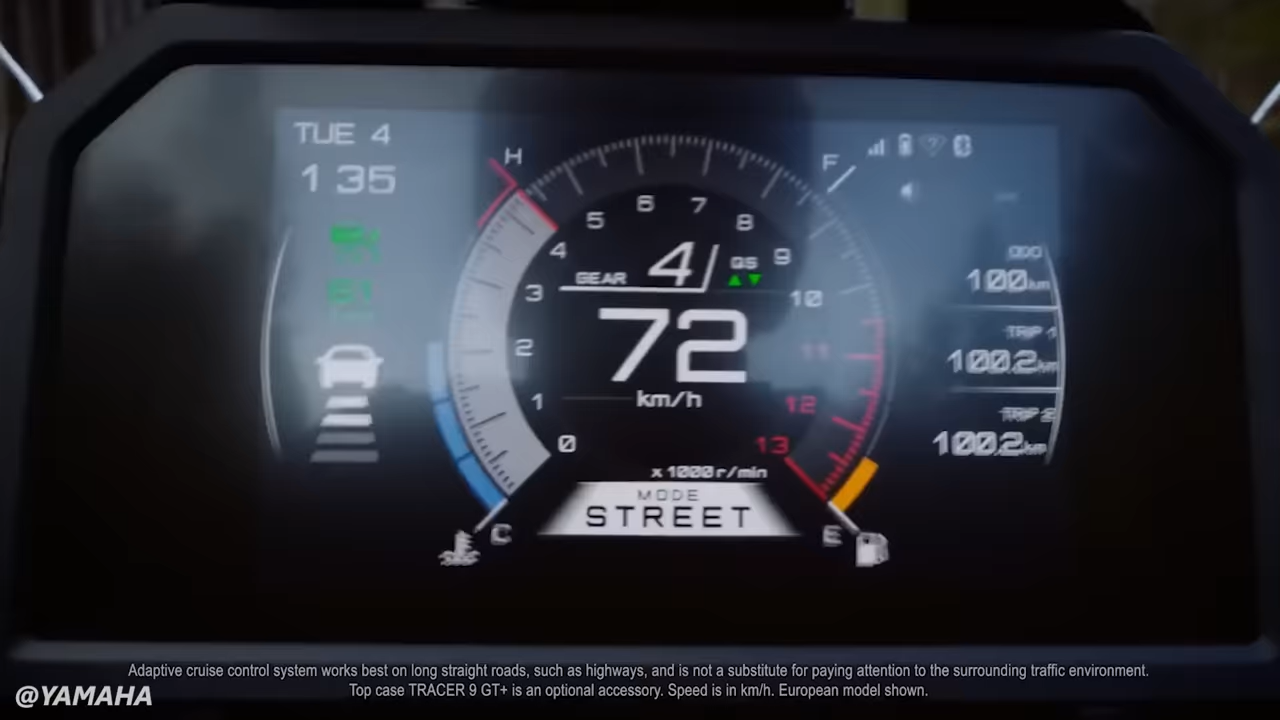 TUE 4
1 35
H
F
GEAR 4 QS
72
km/h
0
1
2
3
4
5
6
7
8
9
10
11
12
13
x 1000 r/min
MODE
STREET
C
E
ODO
100km
TRIP 1
100.2km
TRIP 2
100.2km
Adaptive cruise control system works best on long straight roads, such as highways, and is not a substitute for paying attention to the surrounding traffic environment.
Top case TRACER 9 GT+ is an optional accessory. Speed is in km/h. European model shown.
@YAMAHA